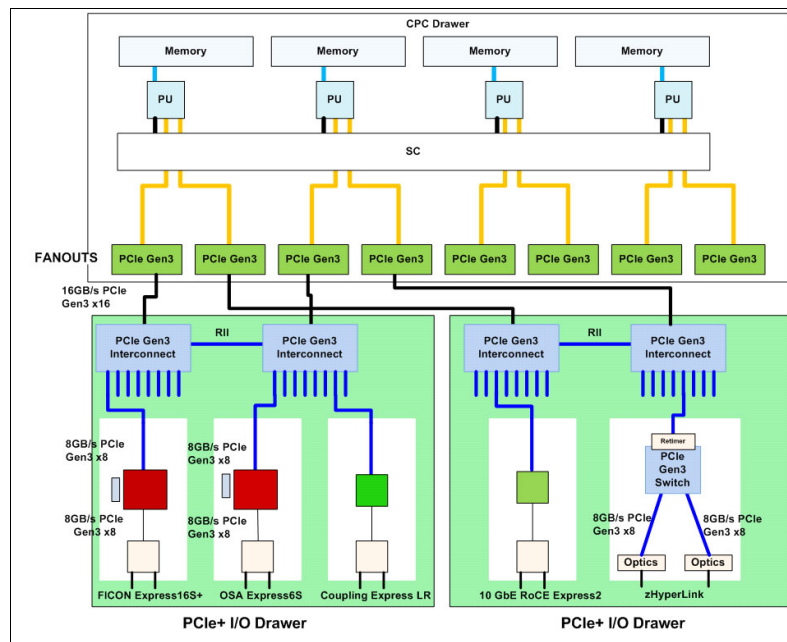 CPC Drawer
Memory
Memory
Memory
Memory
PU
PU
PU
PU
SC
FANOUTS
PCIe Gen3
PCIe Gen3
PCIe Gen3
PCIe Gen3
PCIe Gen3
PCIe Gen3
PCIe Gen3
PCIe Gen3
16GB/s PCIe
Gen3 x16
PCIe Gen3
Interconnect
RII
PCIe Gen3
Interconnect
PCIe Gen3
Interconnect
RII
PCIe Gen3
Interconnect
8GB/s PCIe
Gen3 x8
8GB/s PCIe
Gen3 x8
Retimer
PCIe
Gen3
Switch
8GB/s PCIe
Gen3 x8
8GB/s PCIe
Gen3 x8
8GB/s PCIe
Gen3 x8
8GB/s PCIe
Gen3 x8
Optics
Optics
FICON Express16S+
OSA Express6S
Coupling Express LR
10 GbE RoCE Express2
zHyperLink
PCIe+ I/O Drawer
PCIe+ I/O Drawer